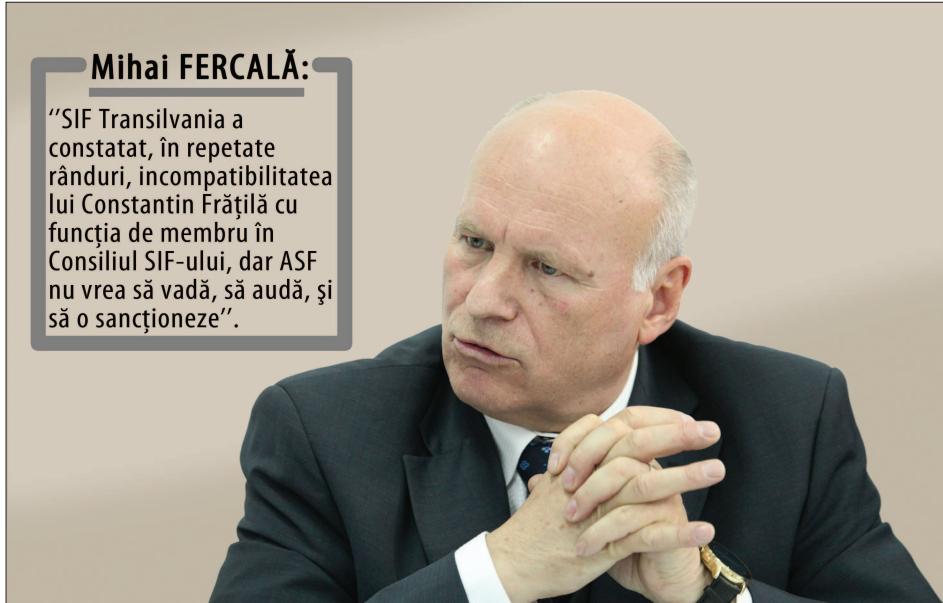 Mihai FERCALĂ:
‘’SIF Transilvania a
constatat, în repetate
rânduri, incompatibilitatea
lui Constantin Frăţilă cu
funcţia de membru în
Consiliul SIF-ului, dar ASF
nu vrea să vadă, să audă, şi
să o sancţioneze’’.